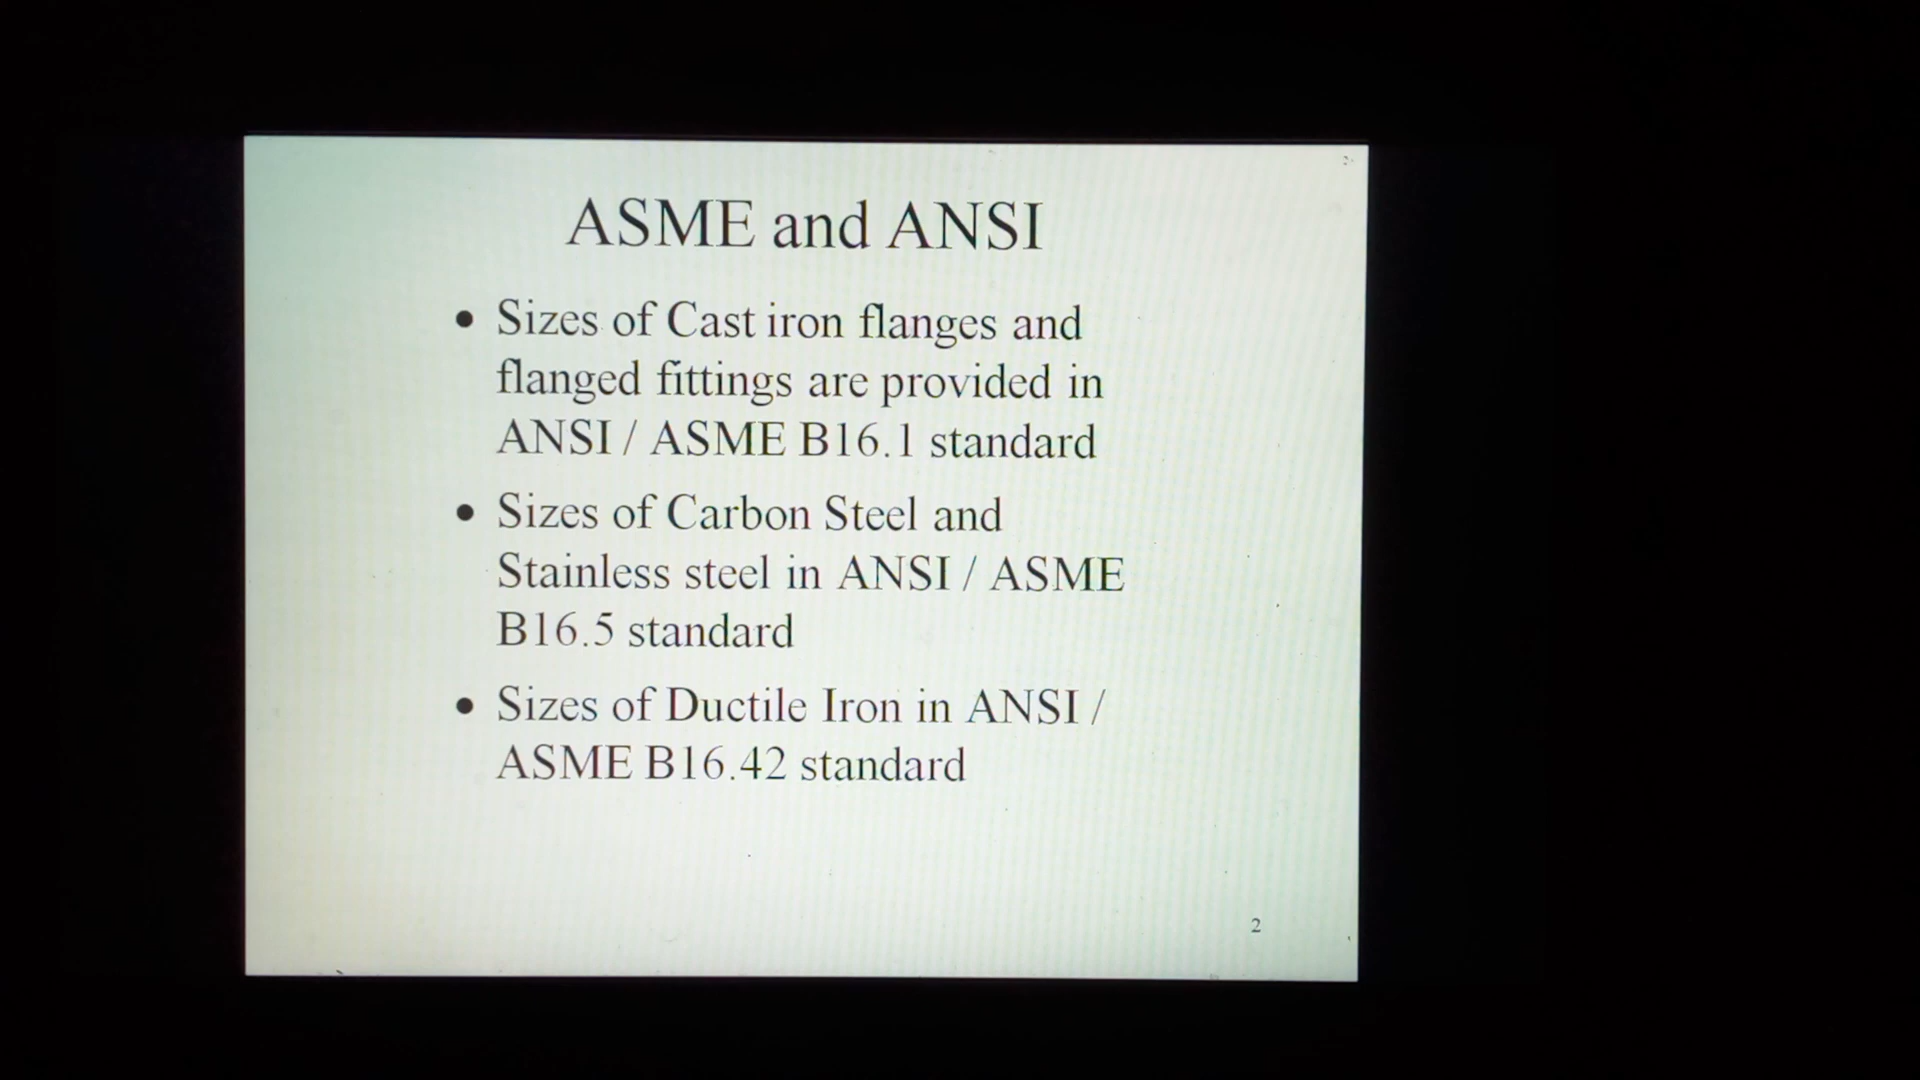 ASME and ANSI
• Sizes of Cast iron flanges and
flanged fittings are provided in
ANSI / ASME B16.1 standard
• Sizes of Carbon Steel and
Stainless steel in ANSI / ASME
B16.5 standard
• Sizes of Ductile Iron in ANSI /
ASME B16.42 standard
2